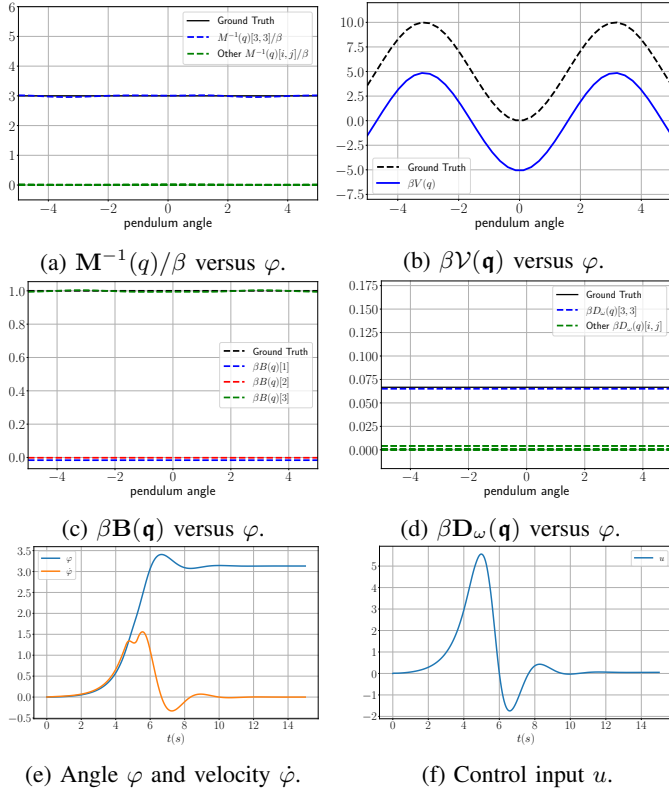 6
5
4
3
2
1
0
Ground Truth
M⁻¹(q)[3, 3]/β
Other M⁻¹(q)[i, j]/β
−4 −2 0 2 4
pendulum angle
(a) M⁻¹(q)/β versus φ.
10.0
7.5
5.0
2.5
0.0
−2.5
−5.0
−7.5
Ground Truth
βV(q)
−4 −2 0 2 4
pendulum angle
(b) β𝒱(𝔮) versus φ.
1.0
0.8
0.6
0.4
0.2
0.0
Ground Truth
βB(q)[1]
βB(q)[2]
βB(q)[3]
−4 −2 0 2 4
pendulum angle
(c) βB(𝔮) versus φ.
0.175
0.150
0.125
0.100
0.075
0.050
0.025
0.000
Ground Truth
βD_ω(q)[3, 3]
Other βD_ω(q)[i, j]
−4 −2 0 2 4
pendulum angle
(d) βD_ω(𝔮) versus φ.
3.5
3.0
2.5
2.0
1.5
1.0
0.5
0.0
−0.5
φ
φ̇
0 2 4 6 8 10 12 14
t(s)
(e) Angle φ and velocity φ̇.
5
4
3
2
1
0
−1
−2
u
0 2 4 6 8 10 12 14
t(s)
(f) Control input u.